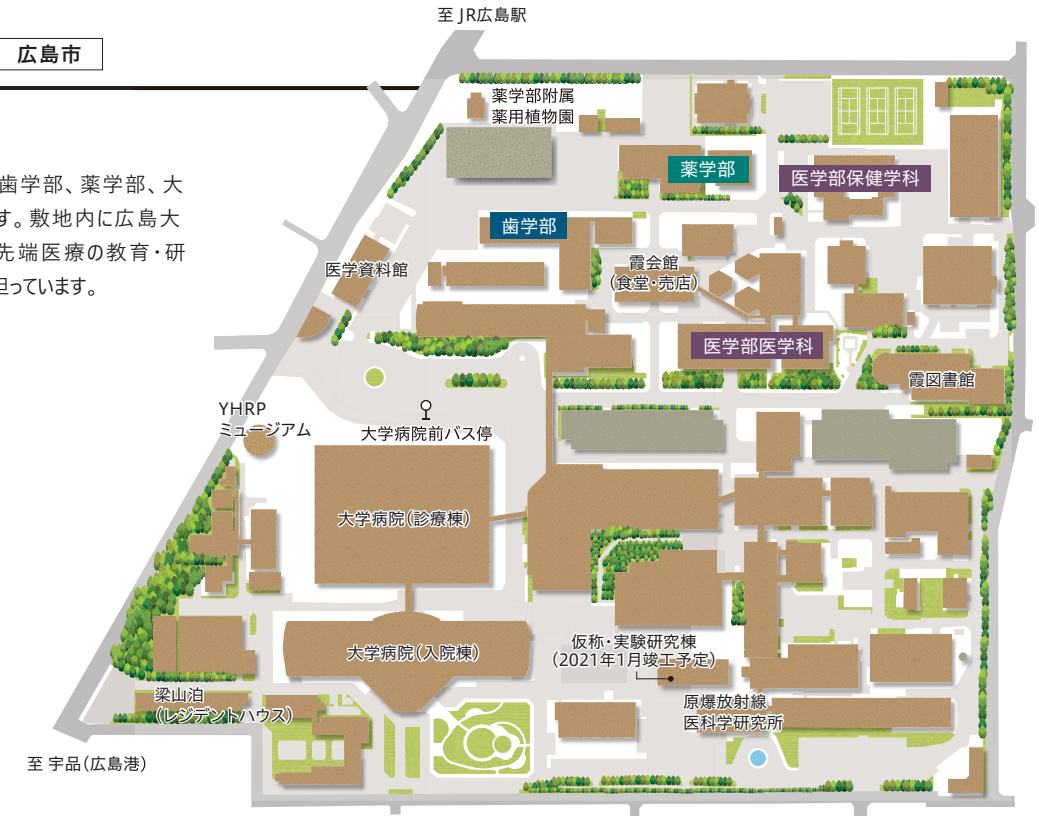 至 JR広島駅
広島市
歯学部、薬学部、大
す。敷地内に広島大
先端医療の教育・研
担っています。
薬学部附属
薬用植物園
薬学部
医学部保健学科
歯学部
医学資料館
霞会館
(食堂・売店)
医学部医学科
霞図書館
YHRP
ミュージアム
大学病院前バス停
大学病院(診療棟)
大学病院(入院棟)
仮称・実験研究棟
(2021年1月竣工予定)
梁山泊
(レジデントハウス)
原爆放射線
医科学研究所
至 宇品(広島港)